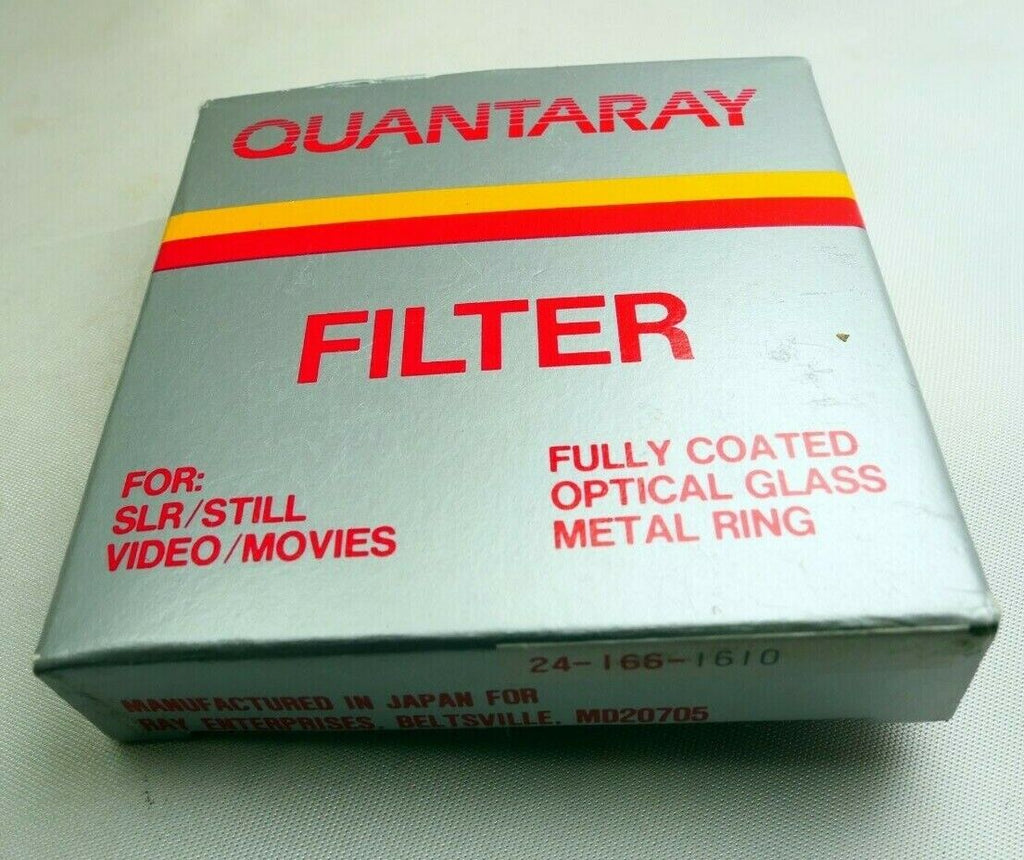 QUANTARAY
FILTER
FOR:
SLR/STILL
VIDEO/MOVIES
FULLY COATED
OPTICAL GLASS
METAL RING
24-166-1610
MANUFACTURED IN JAPAN FOR
RAY ENTERPRISES, BELTSVILLE, MD20705